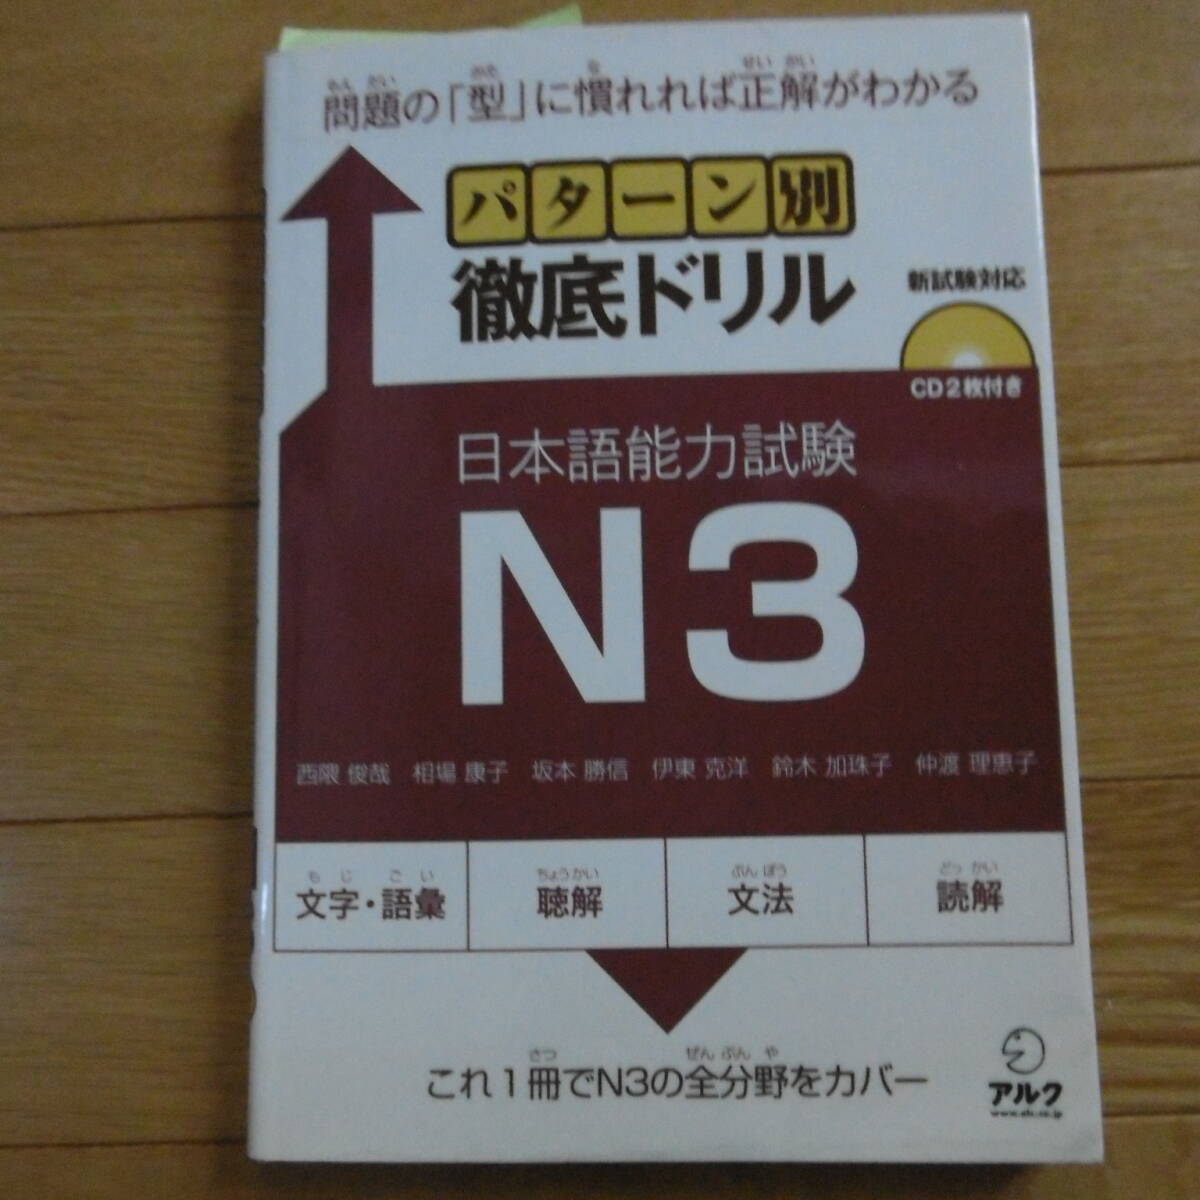 問題の「型」に慣れれば正解がわかる
パターン別
徹底ドリル
新試験対応
CD2枚付き
日本語能力試験
N3
西隈 俊哉 相場 康子 坂本 勝信 伊東 克洋 鈴木 加珠子 仲渡 理恵子
文字・語彙 聴解 文法 読解
これ1冊でN3の全分野をカバー
アルク
www.alc.co.jp